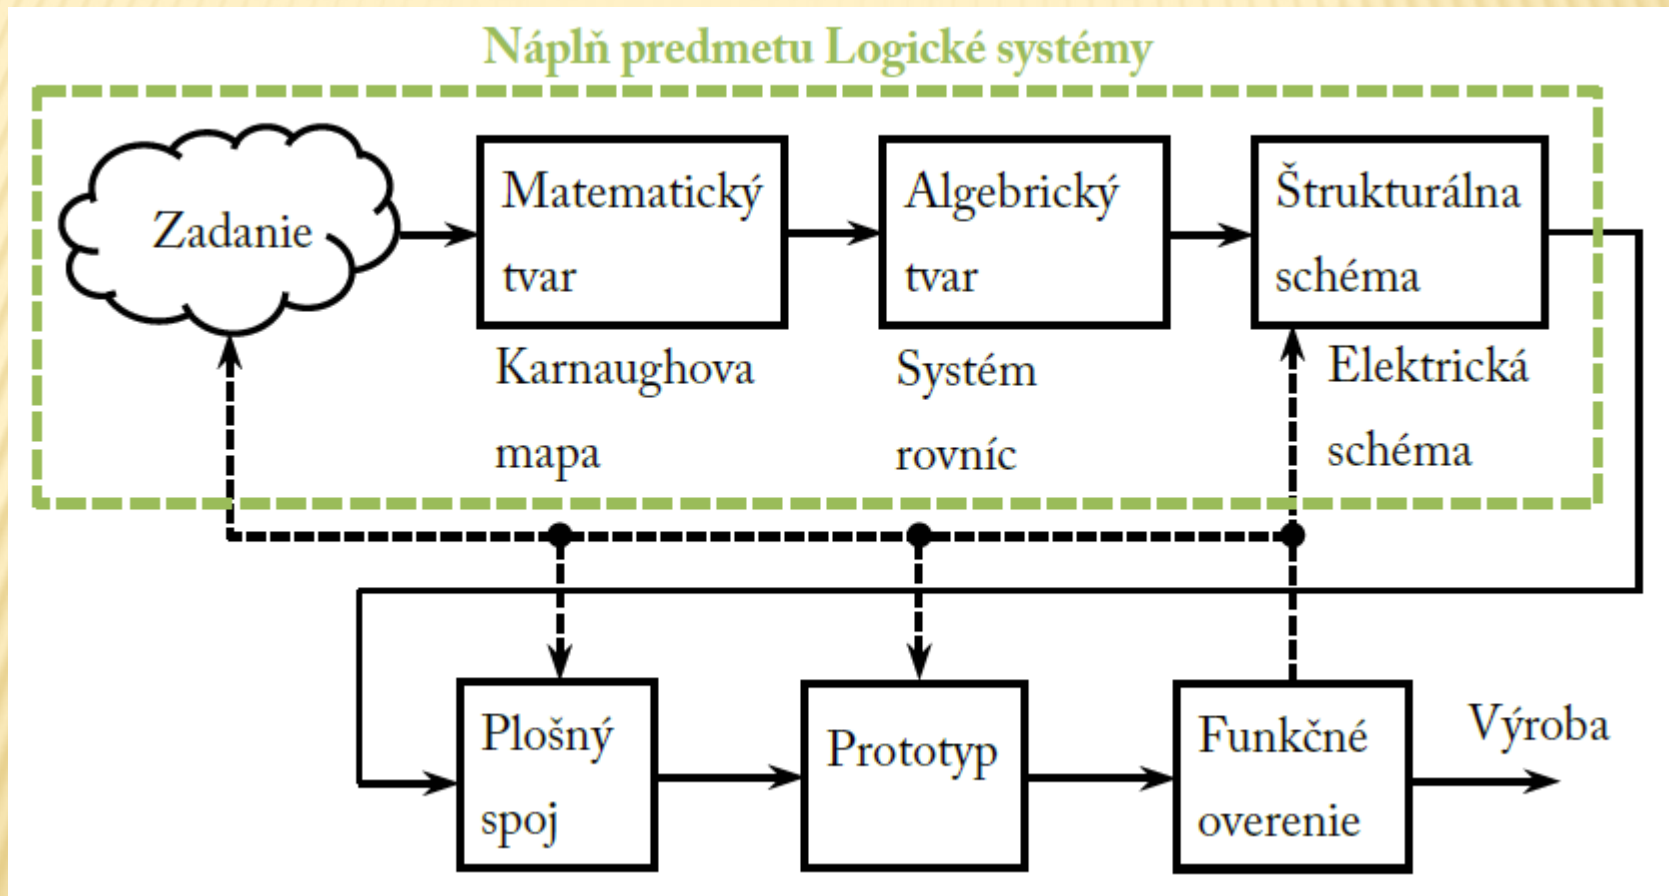 Náplň predmetu Logické systémy
Zadanie
Matematický
tvar
Karnaughova
mapa
Algebrický
tvar
Systém
rovníc
Štrukturálna
schéma
Elektrická
schéma
Plošný
spoj
Prototyp
Funkčné
overenie
Výroba